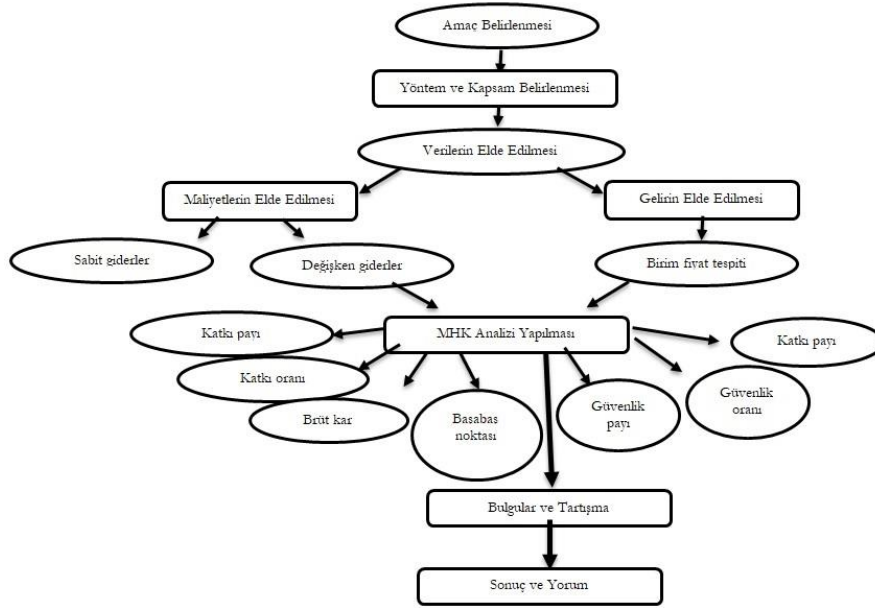 Amaç Belirlenmesi
Yöntem ve Kapsam Belirlenmesi
Verilerin Elde Edilmesi
Maliyetlerin Elde Edilmesi
Gelirin Elde Edilmesi
Sabit giderler
Değişken giderler
Birim fiyat tespiti
Katkı payı
MHK Analizi Yapılması
Katkı payı
Katkı oranı
Brüt kar
Basabas
noktası
Güvenlik
payı
Güvenlik
oranı
Bulgular ve Tartışma
Sonuç ve Yorum